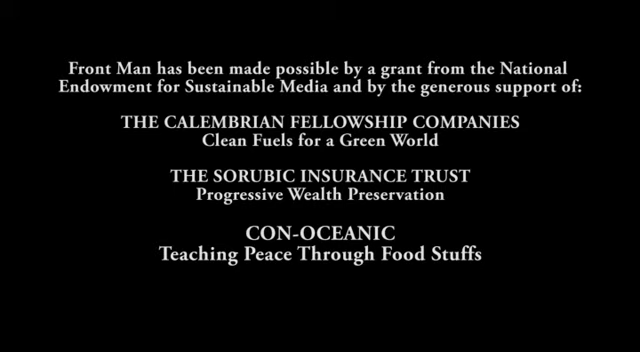 Front Man has been made possible by a grant from the National
Endowment for Sustainable Media and by the generous support of:
THE CALEMBRIAN FELLOWSHIP COMPANIES
Clean Fuels for a Green World
THE SORUBIC INSURANCE TRUST
Progressive Wealth Preservation
CON-OCEANIC
Teaching Peace Through Food Stuffs